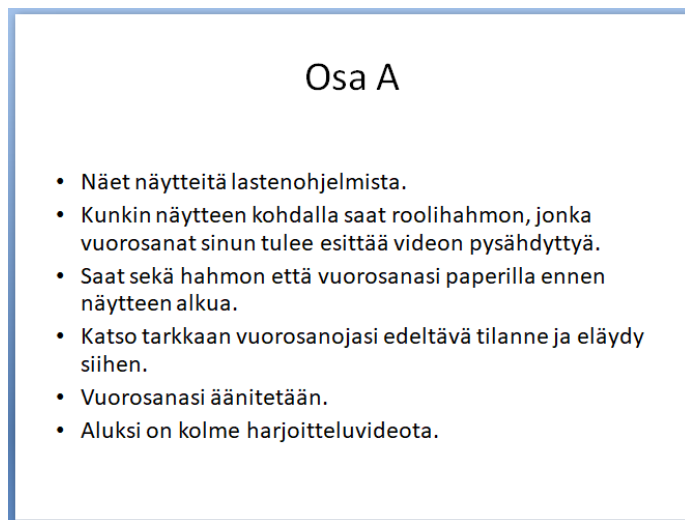 Osa A
• Näet näytteitä lastenohjelmista.
• Kunkin näytteen kohdalla saat roolihahmon, jonka
vuorosanat sinun tulee esittää videon pysähdyttyä.
• Saat sekä hahmon että vuorosanasi paperilla ennen
näytteen alkua.
• Katso tarkkaan vuorosanojasi edeltävä tilanne ja eläydy
siihen.
• Vuorosanasi äänitetään.
• Aluksi on kolme harjoitteluvideota.